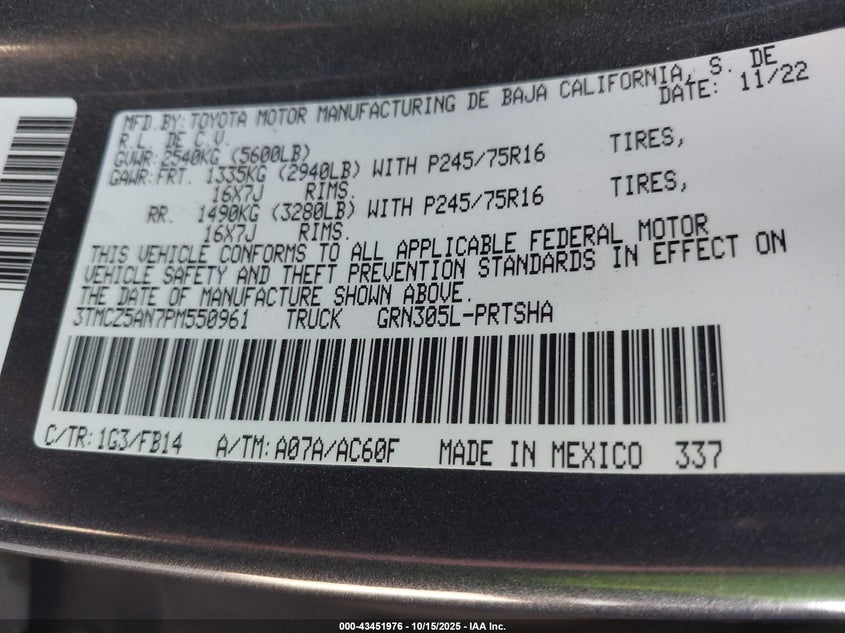 MFD.BY:TOYOTA MOTOR MANUFACTURING DE BAJA CALIFORNIA, S. DE
R.L. DE C.V. DATE: 11/22
GVWR:2540KG (5600LB)
GAWR:FRT. 1335KG (2940LB) WITH P245/75R16 TIRES,
16X7J RIMS.
RR. 1490KG (3280LB) WITH P245/75R16 TIRES,
16X7J RIMS.
THIS VEHICLE CONFORMS TO ALL APPLICABLE FEDERAL MOTOR
VEHICLE SAFETY AND THEFT PREVENTION STANDARDS IN EFFECT ON
THE DATE OF MANUFACTURE SHOWN ABOVE.
3TMCZ5AN7PM550961 TRUCK GRN305L-PRTSHA
C/TR:1G3/FB14 A/TM:A07A/AC60F MADE IN MEXICO 337
000-43451976 - 10/15/2025 - IAA Inc.